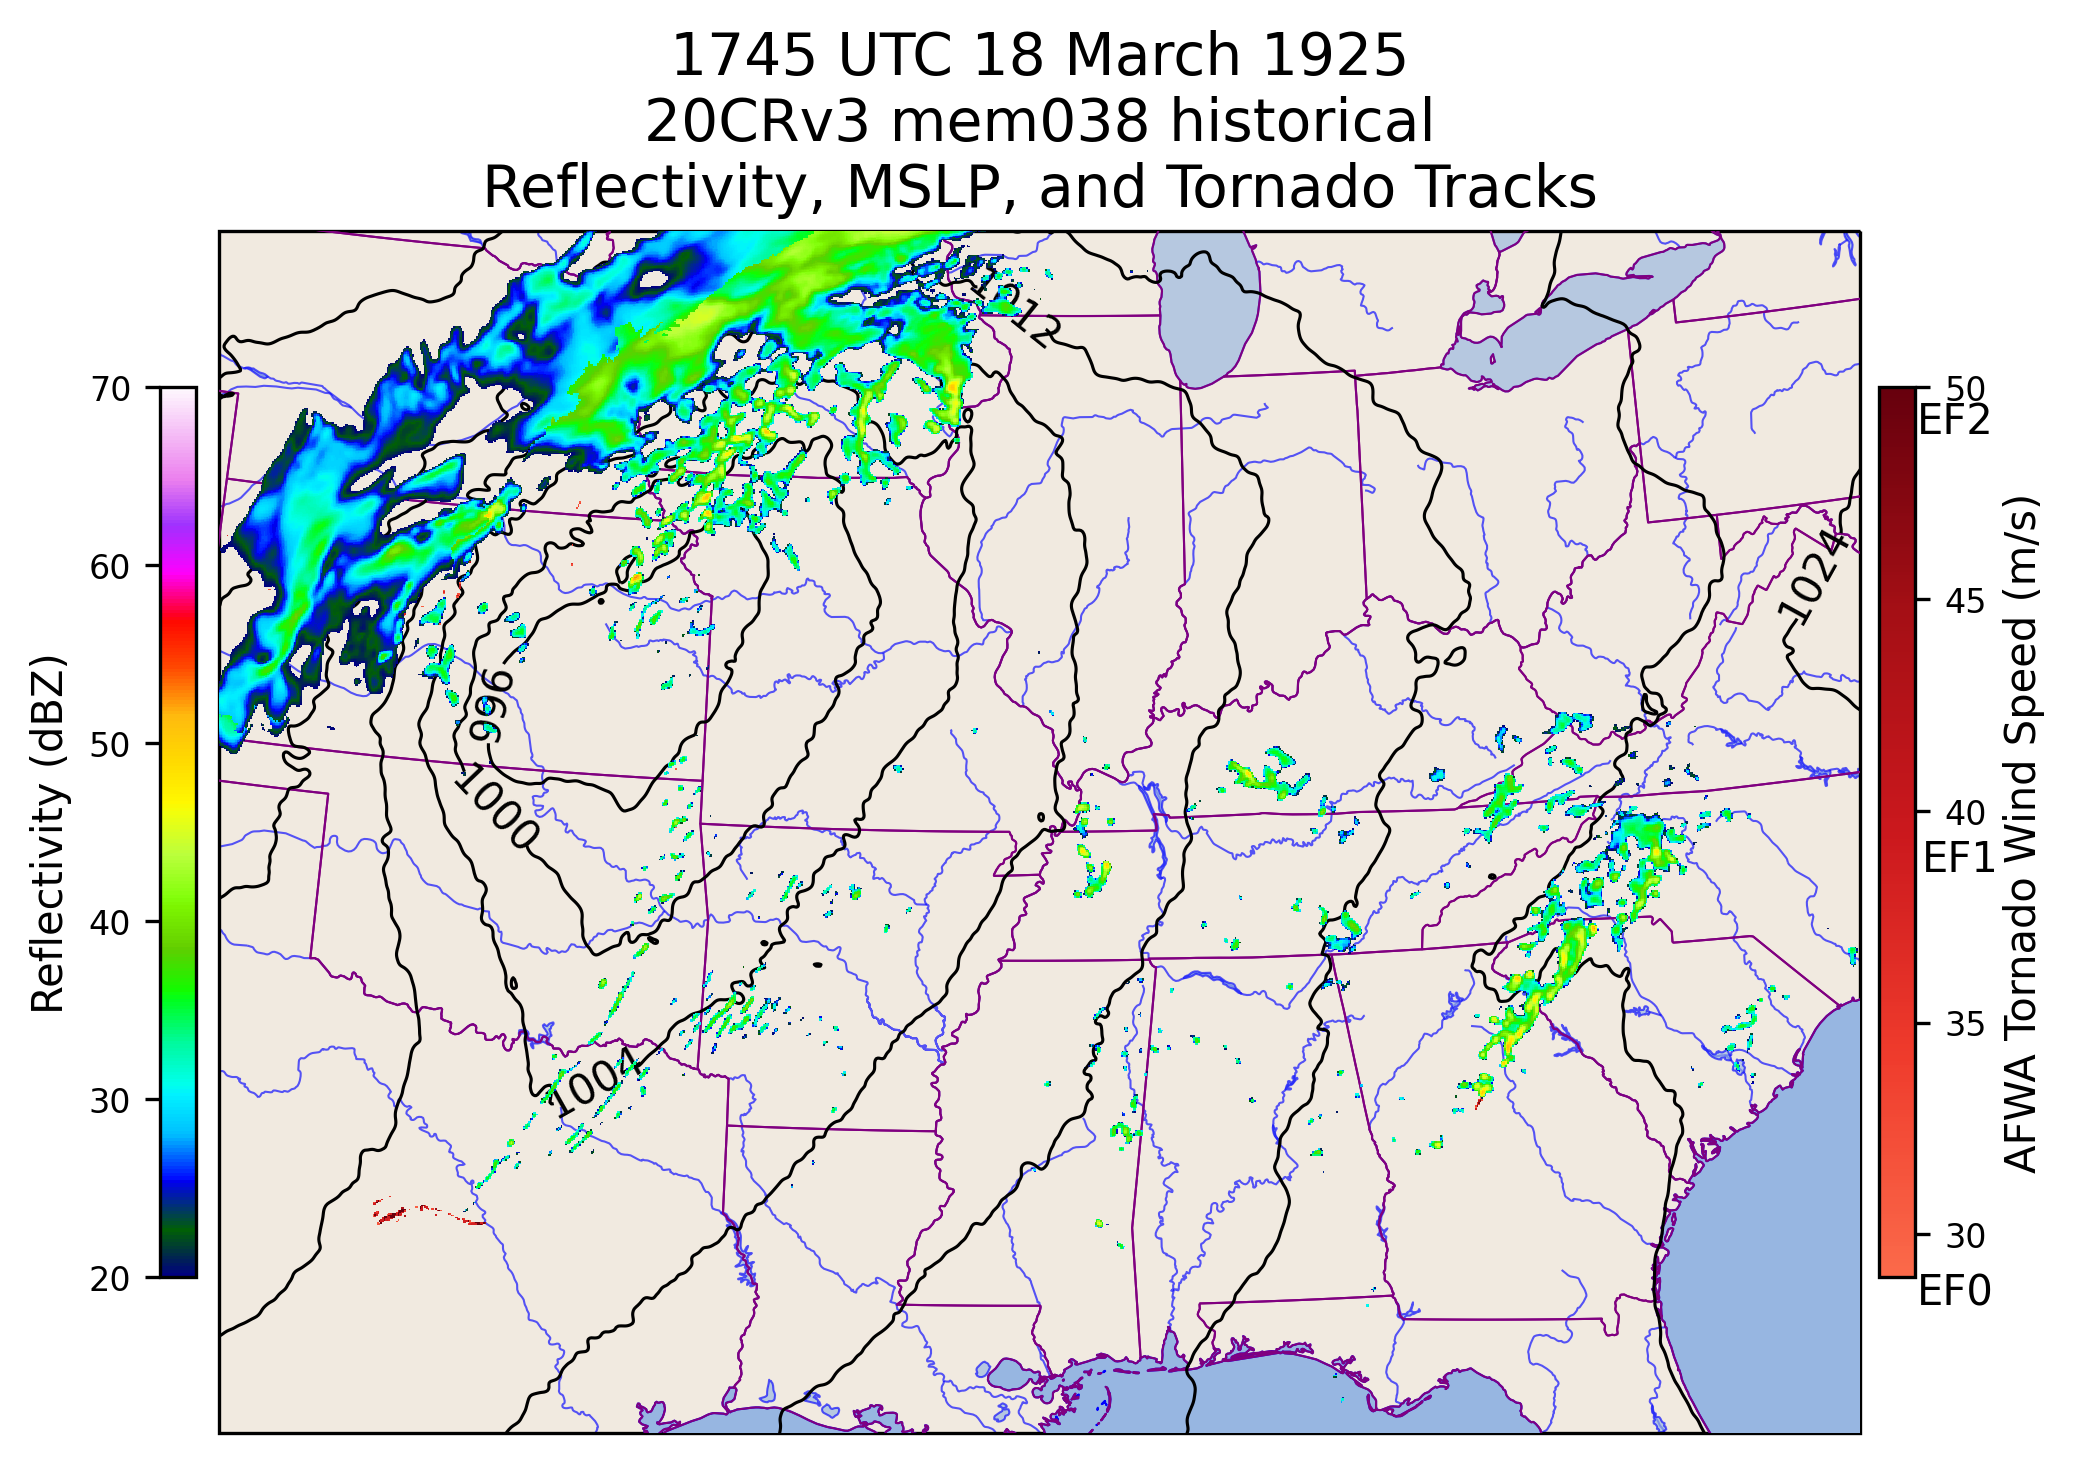 1745 UTC 18 March 1925
20CRv3 mem038 historical
Reflectivity, MSLP, and Tornado Tracks
Reflectivity (dBZ)
70
60
50
40
30
20
1012
1024
996
1000
1004
50
EF2
45
40
EF1
35
30
EF0
AFWA Tornado Wind Speed (m/s)